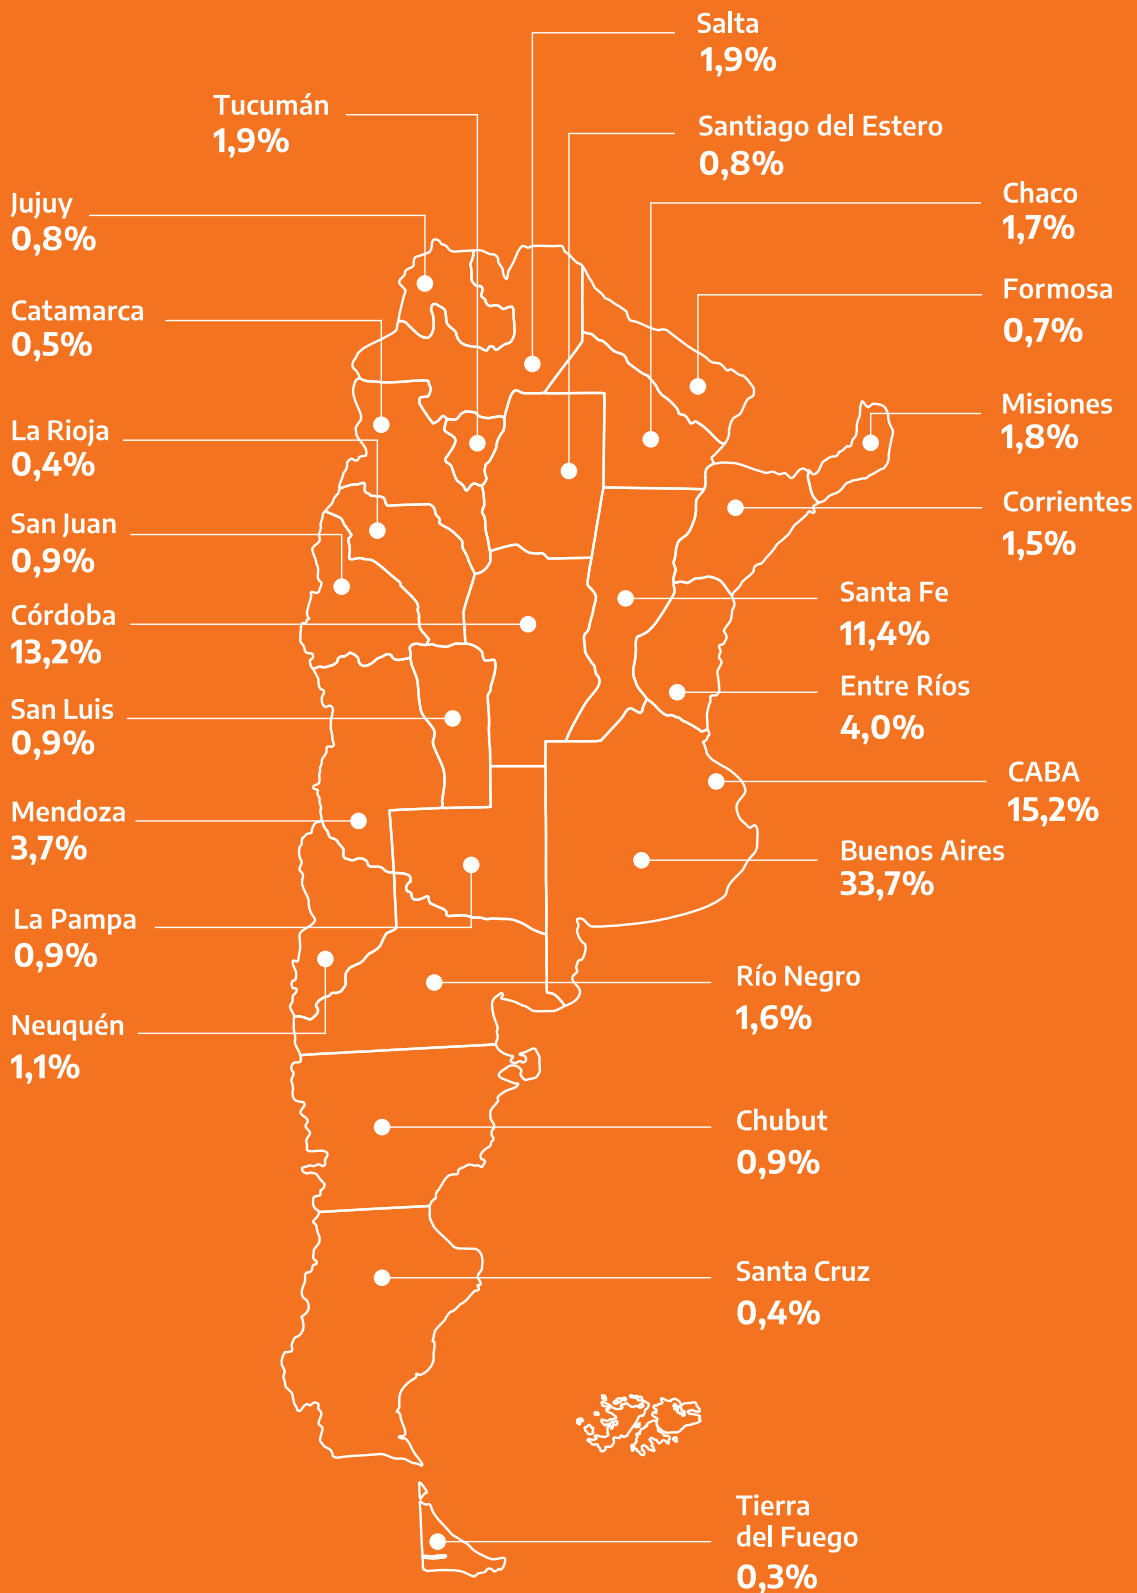 Salta
1,9%
Tucumán
1,9%
Santiago del Estero
0,8%
Jujuy
0,8%
Chaco
1,7%
Catamarca
0,5%
Formosa
0,7%
La Rioja
0,4%
Misiones
1,8%
San Juan
0,9%
Corrientes
1,5%
Córdoba
13,2%
Santa Fe
11,4%
San Luis
0,9%
Entre Ríos
4,0%
Mendoza
3,7%
CABA
15,2%
Buenos Aires
33,7%
La Pampa
0,9%
Río Negro
1,6%
Neuquén
1,1%
Chubut
0,9%
Santa Cruz
0,4%
Tierra
del Fuego
0,3%